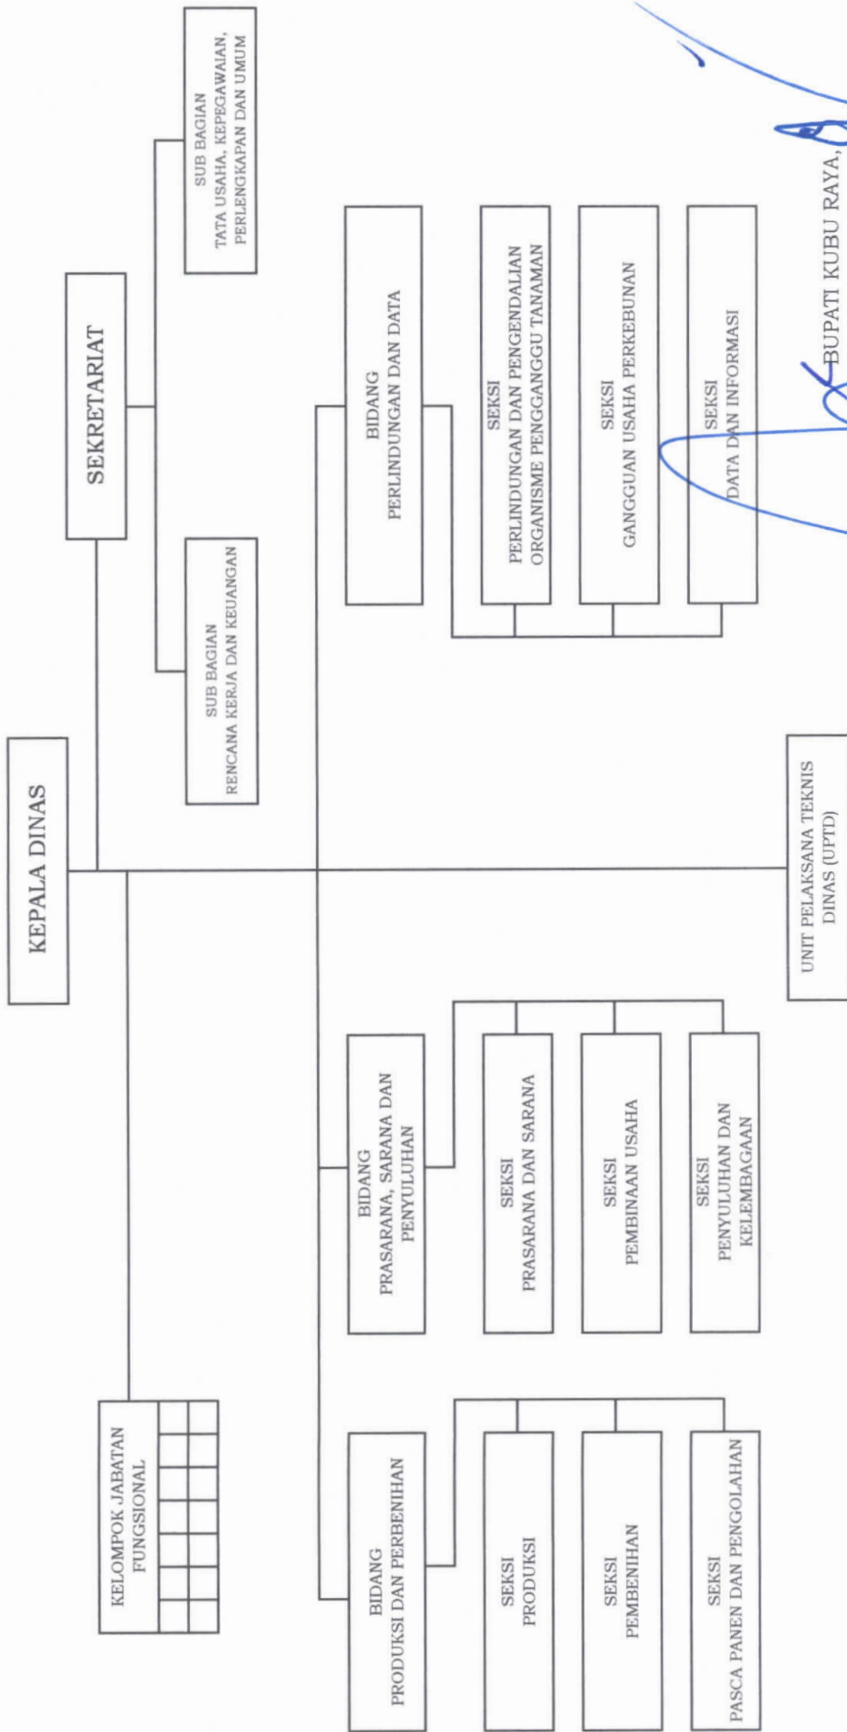 KEPALA DINAS
KELOMPOK JABATAN
FUNGSIONAL
SEKRETARIAT
SUB BAGIAN
RENCANA KERJA DAN KEUANGAN
SUB BAGIAN
TATA USAHA, KEPEGAWAIAN,
PERLENGKAPAN DAN UMUM
BIDANG
PRODUKSI DAN PERBENIHAN
SEKSI
PRODUKSI
SEKSI
PEMBENIHAN
SEKSI
PASCA PANEN DAN PENGOLAHAN
BIDANG
PRASARANA, SARANA DAN
PENYULUHAN
SEKSI
PRASARANA DAN SARANA
SEKSI
PEMBINAAN USAHA
SEKSI
PENYULUHAN DAN
KELEMBAGAAN
BIDANG
PERLINDUNGAN DAN DATA
SEKSI
PERLINDUNGAN DAN PENGENDALIAN
ORGANISME PENGGANGGU TANAMAN
SEKSI
GANGGUAN USAHA PERKEBUNAN
SEKSI
DATA DAN INFORMASI
UNIT PELAKSANA TEKNIS
DINAS (UPTD)
BUPATI KUBU RAYA,